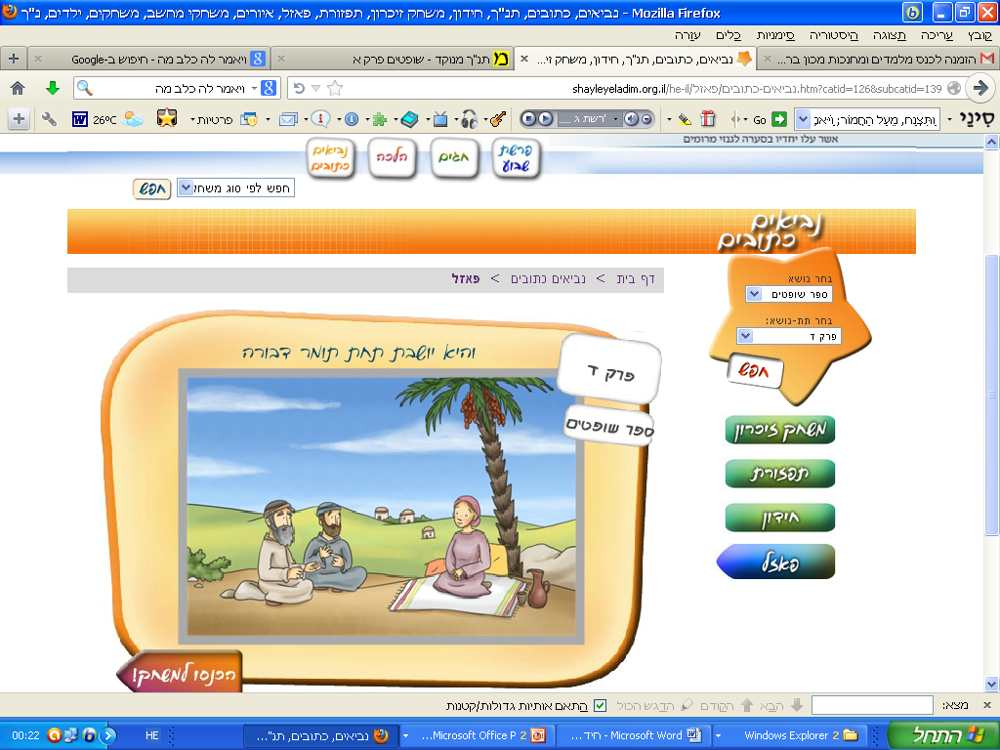 נביאים, כתובים, תנ"ך, חידון, משחק זיכרון, תפזורת, פאזל, איורים, משחקי מחשב, משחקים, ילדים, נ"ך - Mozilla Firefox
קובץ עריכה תצוגה היסטוריה סימניות כלים עזרה
הזמנה לכנס מלמדים ומחנכות מכון בר...
נביאים, כתובים, תנ"ך, חידון, משחק זי...
תנ"ך מנוקד - שופטים פרק א
ויאמר לה כלב מה - חיפוש ב-Google
shayleyeladim.org.il/he-il/נביאים-כתובים/פאזל.htm?catid=126&subcatid=139
ויאמר לה כלב מה
סיני
וַתִּצְנַח, מֵעַל הַחֲמוֹר; וַיֹּאמֶ
Go
רשת ג' ......
פרטיות
26°C
אשר עלו יחדיו בסערה לגנזי מרומים
פרשת שבוע
חגים
הלכה
נביאים כתובים
חפש לפי סוג משחק
חפש
נביאים כתובים
דף בית > נביאים כתובים > פאזל
בחר נושא
ספר שופטים
בחר תת-נושא:
פרק ד
חפש
והיא יושבת תחת תומר דבורה
פרק ד
ספר שופטים
משחק זיכרון
תפזורת
חידון
פאזל
הכנסו למשחק!
מצא:
הבא
הקודם
הדגש הכול
התאם אותיות גדולות/קטנות
התחל
2 Windows Explorer
חיד... - Microsoft Word
2 Microsoft Office P...
נביאים, כתובים, תנ"...
HE
00:22